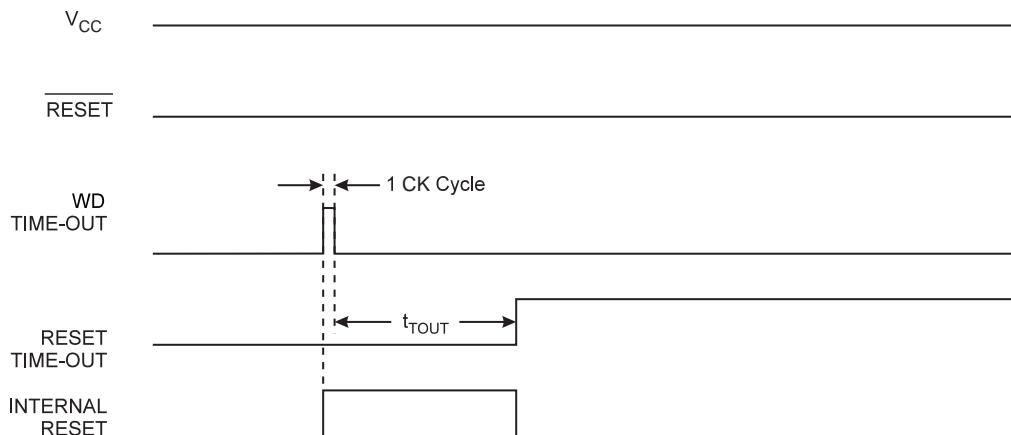 VCC
RESET
1 CK Cycle
WD
TIME-OUT
tTOUT
RESET
TIME-OUT
INTERNAL
RESET